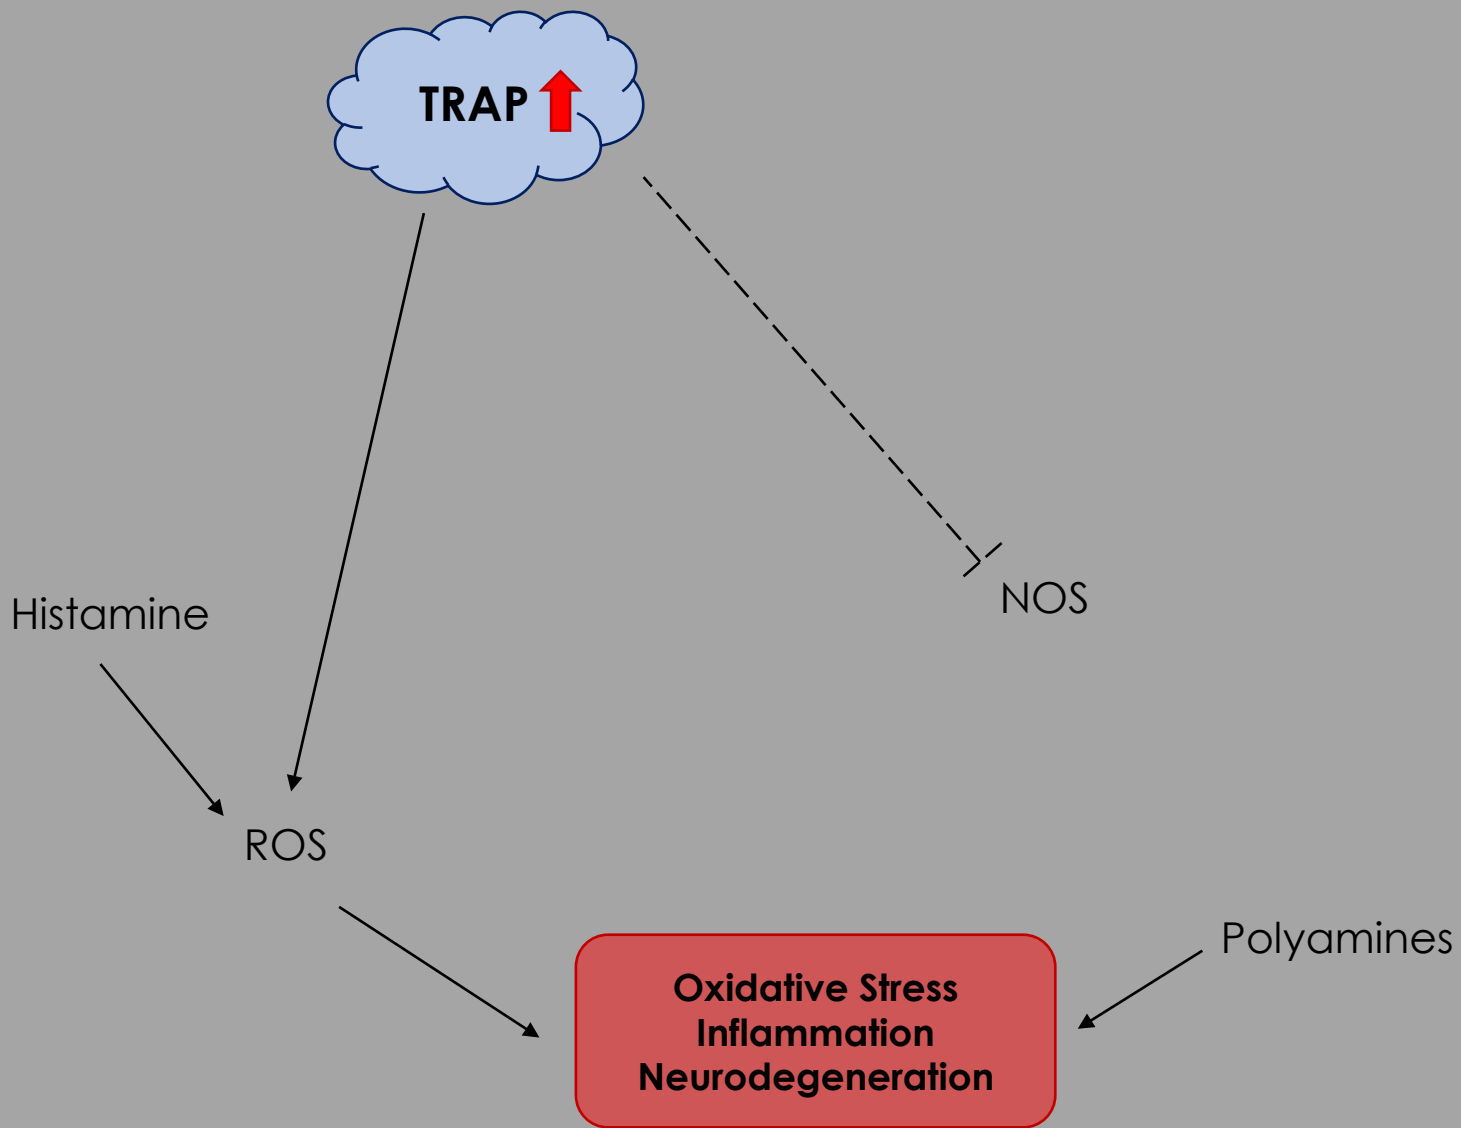 TRAP
Histamine
NOS
ROS
Polyamines
Oxidative Stress
Inflammation
Neurodegeneration